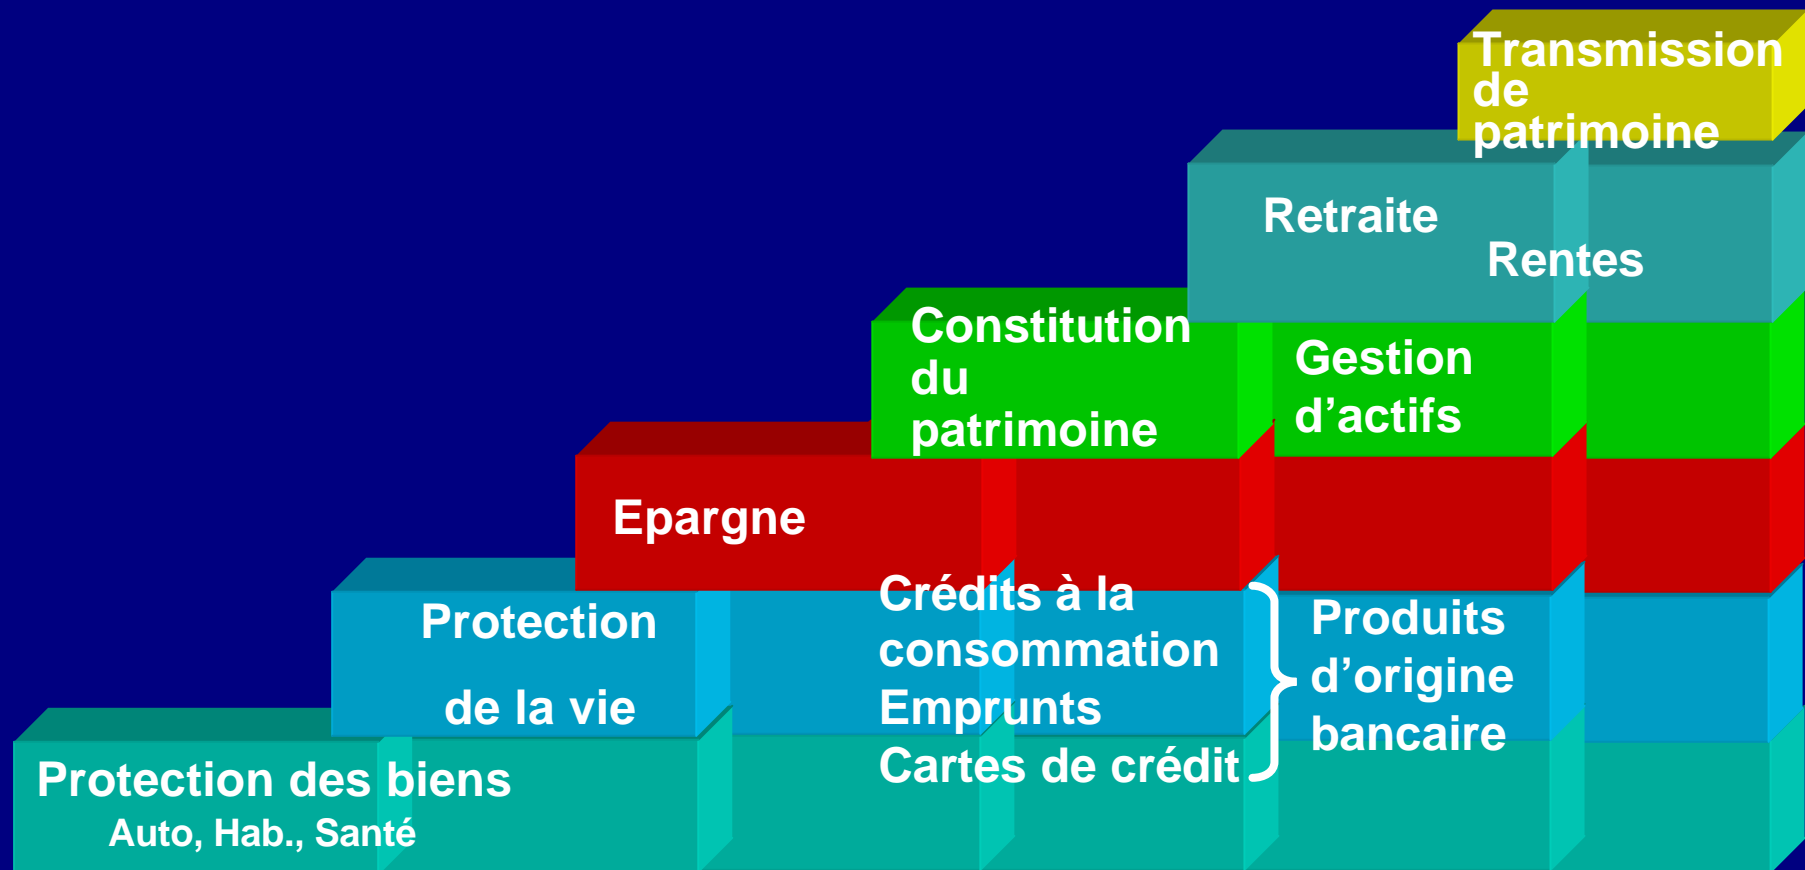 Transmission
de
patrimoine
Retraite
Rentes
Constitution
du
patrimoine
Gestion
d’actifs
Epargne
Protection
de la vie
Crédits à la
consommation
Emprunts
Cartes de crédit
Produits
d’origine
bancaire
Protection des biens
Auto, Hab., Santé